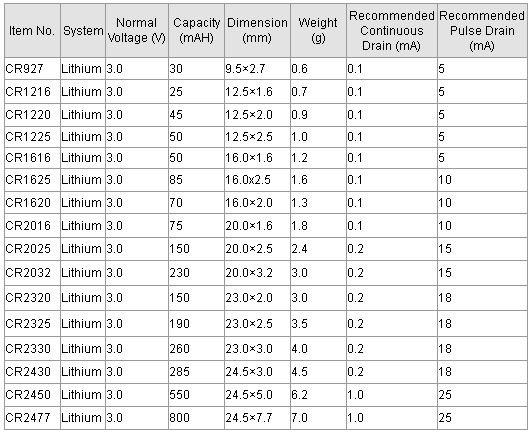 Item No. System Normal Voltage (V) Capacity (mAH) Dimension (mm) Weight (g) Recommended Continuous Drain (mA) Recommended Pulse Drain (mA)
CR927 Lithium 3.0 30 9.5×2.7 0.6 0.1 5
CR1216 Lithium 3.0 25 12.5×1.6 0.7 0.1 5
CR1220 Lithium 3.0 45 12.5×2.0 0.9 0.1 5
CR1225 Lithium 3.0 50 12.5×2.5 1.0 0.1 5
CR1616 Lithium 3.0 50 16.0×1.6 1.2 0.1 5
CR1625 Lithium 3.0 85 16.0x2.5 1.6 0.1 10
CR1620 Lithium 3.0 70 16.0×2.0 1.3 0.1 10
CR2016 Lithium 3.0 75 20.0×1.6 1.8 0.1 10
CR2025 Lithium 3.0 150 20.0×2.5 2.4 0.2 15
CR2032 Lithium 3.0 230 20.0×3.2 3.0 0.2 15
CR2320 Lithium 3.0 150 23.0×2.0 3.0 0.2 18
CR2325 Lithium 3.0 190 23.0×2.5 3.5 0.2 18
CR2330 Lithium 3.0 260 23.0×3.0 4.0 0.2 18
CR2430 Lithium 3.0 285 24.5×3.0 4.5 0.2 18
CR2450 Lithium 3.0 550 24.5×5.0 6.2 1.0 25
CR2477 Lithium 3.0 800 24.5×7.7 7.0 1.0 25